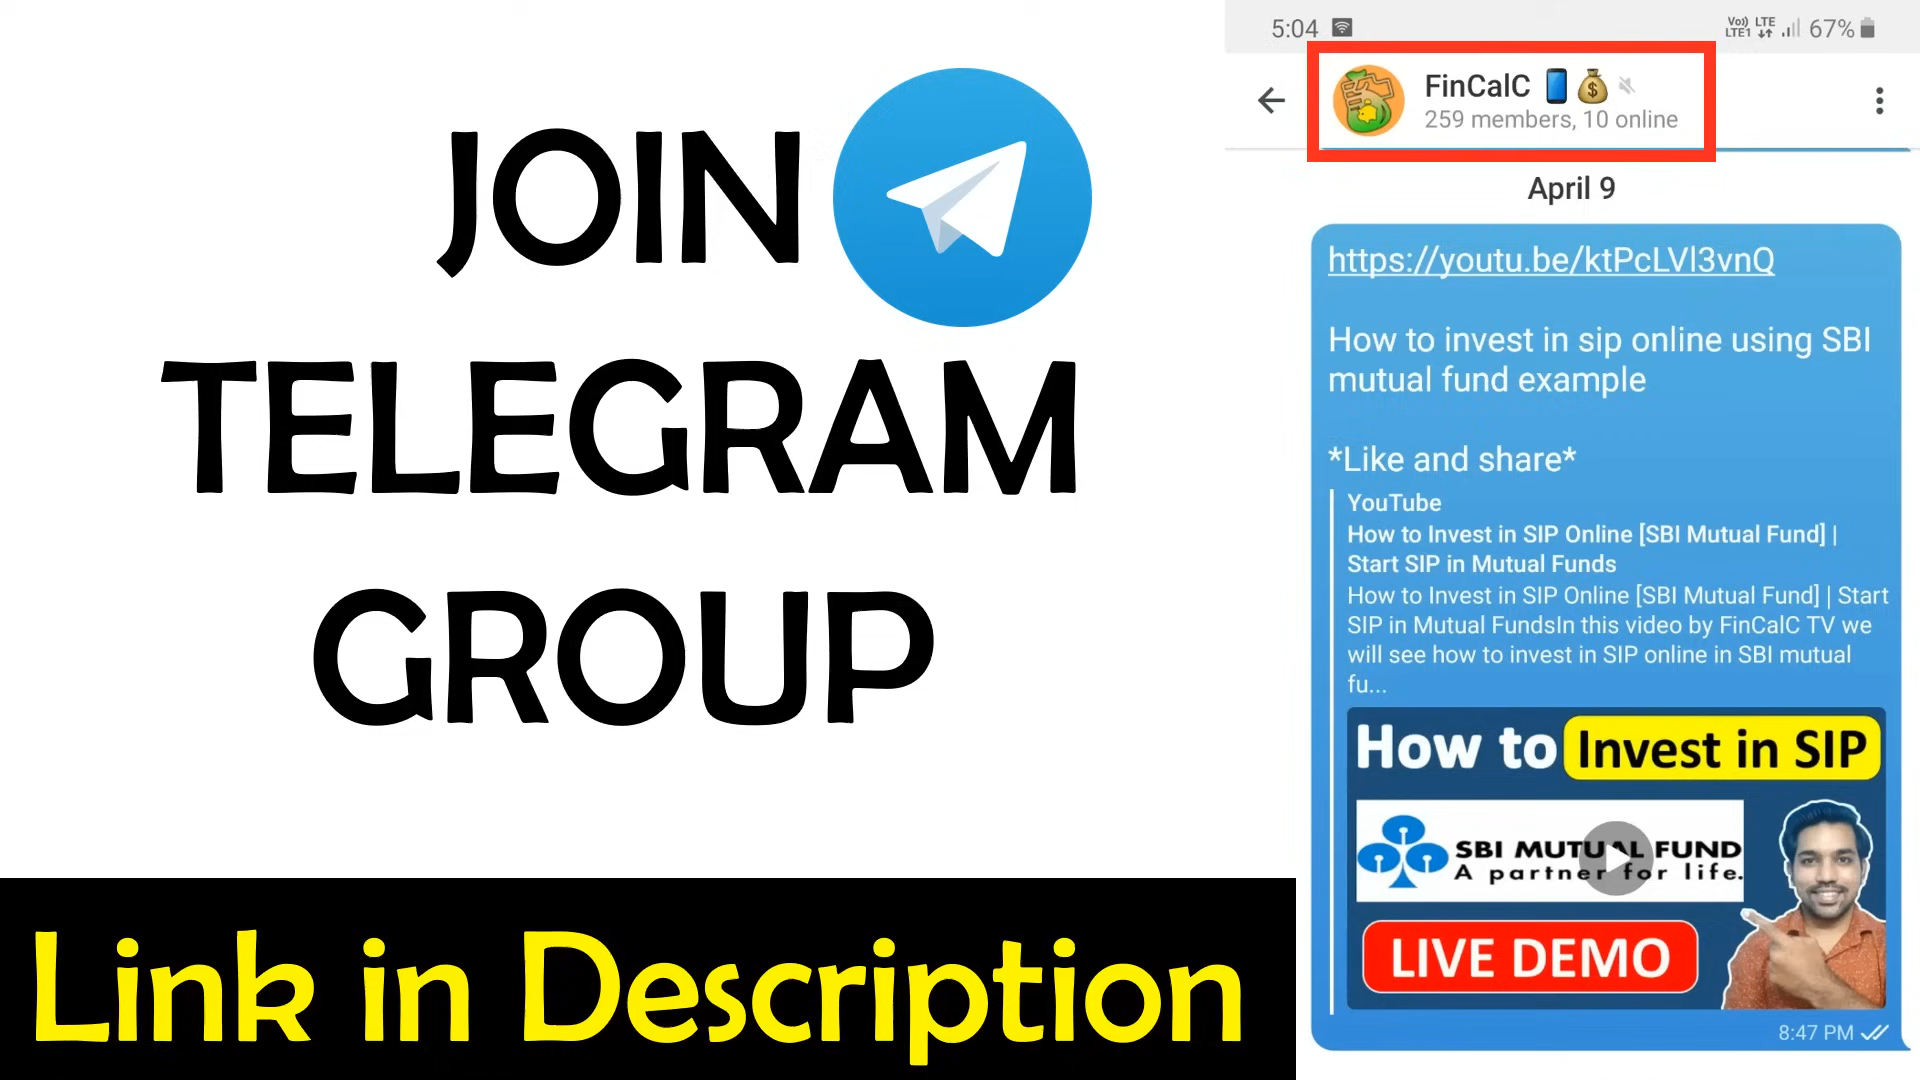 JOIN
TELEGRAM
GROUP
Link in Description
5:04
Vo) LTE
LTE1
67%
FinCalC
259 members, 10 online
April 9
https://youtu.be/ktPcLVl3vnQ
How to invest in sip online using SBI
mutual fund example
*Like and share*
YouTube
How to Invest in SIP Online [SBI Mutual Fund] |
Start SIP in Mutual Funds
How to Invest in SIP Online [SBI Mutual Fund] | Start
SIP in Mutual FundsIn this video by FinCalC TV we
will see how to invest in SIP online in SBI mutual
fu...
How to Invest in SIP
SBI MUTUAL FUND
A partner for life.
LIVE DEMO
8:47 PM